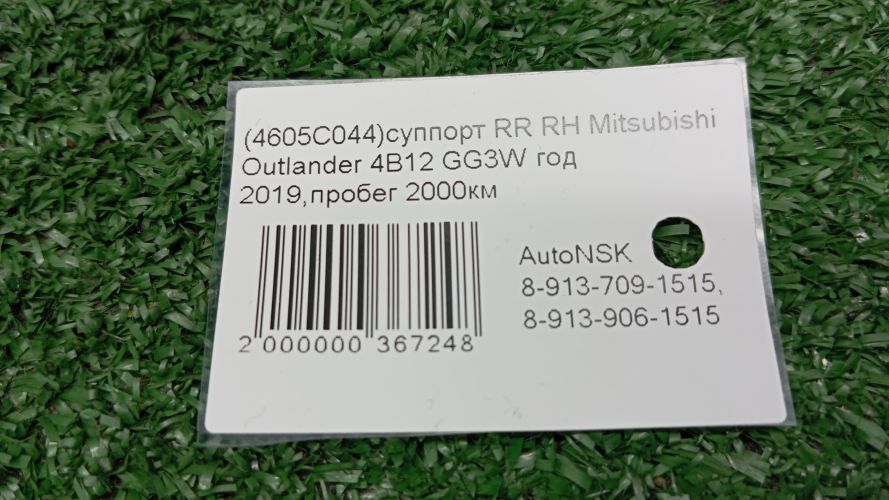 (4605C044)суппорт RR RH Mitsubishi
Outlander 4B12 GG3W год
2019,пробег 2000км
AutoNSK
8-913-709-1515,
8-913-906-1515
2 000000 367248